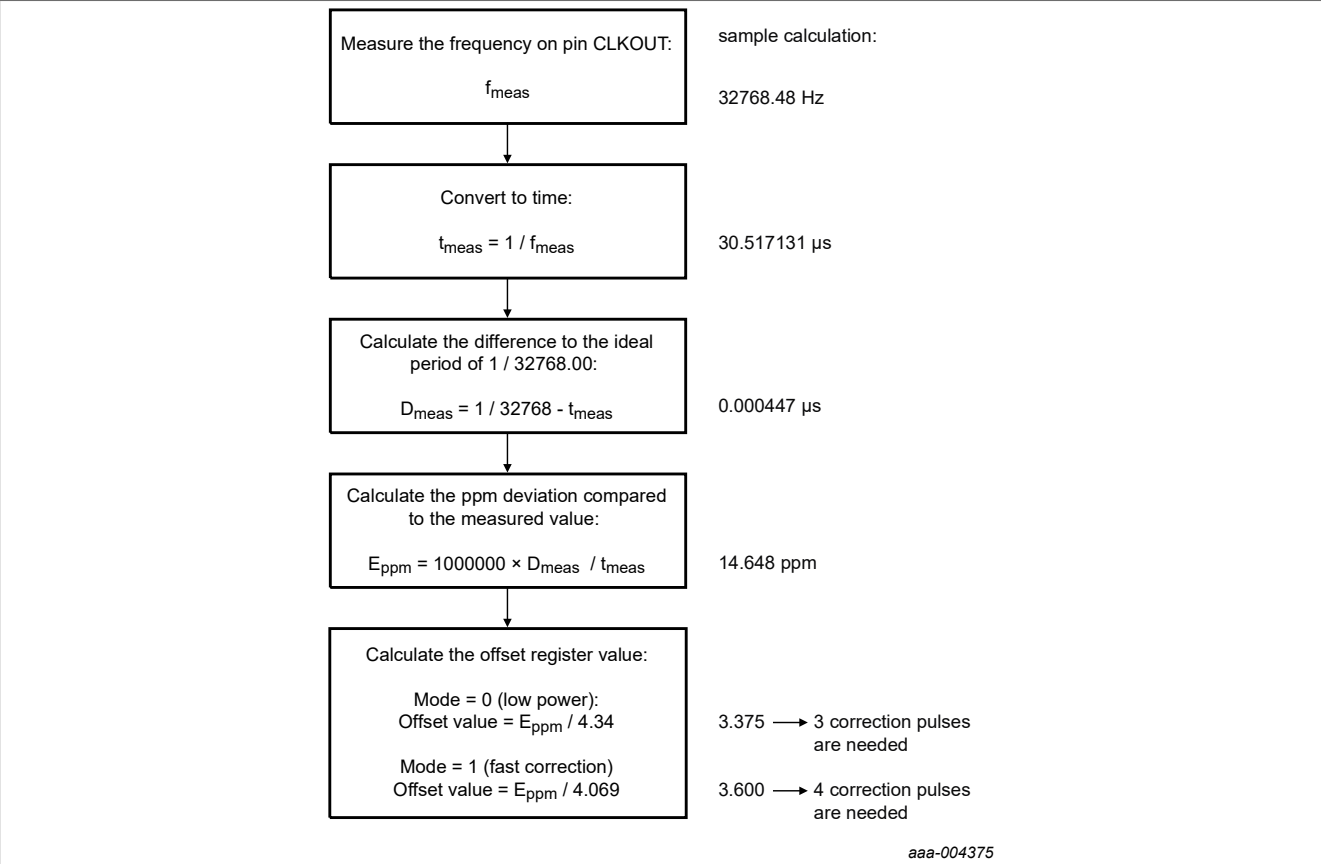 Measure the frequency on pin CLKOUT:
fmeas
sample calculation:
32768.48 Hz
Convert to time:
tmeas = 1 / fmeas
30.517131 µs
Calculate the difference to the ideal
period of 1 / 32768.00:
Dmeas = 1 / 32768 - tmeas
0.000447 µs
Calculate the ppm deviation compared
to the measured value:
Eppm = 1000000 × Dmeas / tmeas
14.648 ppm
Calculate the offset register value:
Mode = 0 (low power):
Offset value = Eppm / 4.34
3.375 → 3 correction pulses
are needed
Mode = 1 (fast correction)
Offset value = Eppm / 4.069
3.600 → 4 correction pulses
are needed
aaa-004375